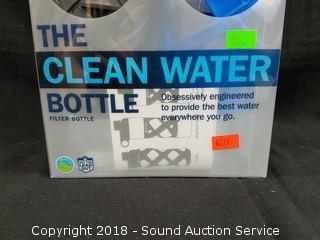 THE
CLEAN WATER
BOTTLE
FILTER BOTTLE
Obsessively engineered
to provide the best water
everywhere you go.
Copyright 2018 - Sound Auction Service